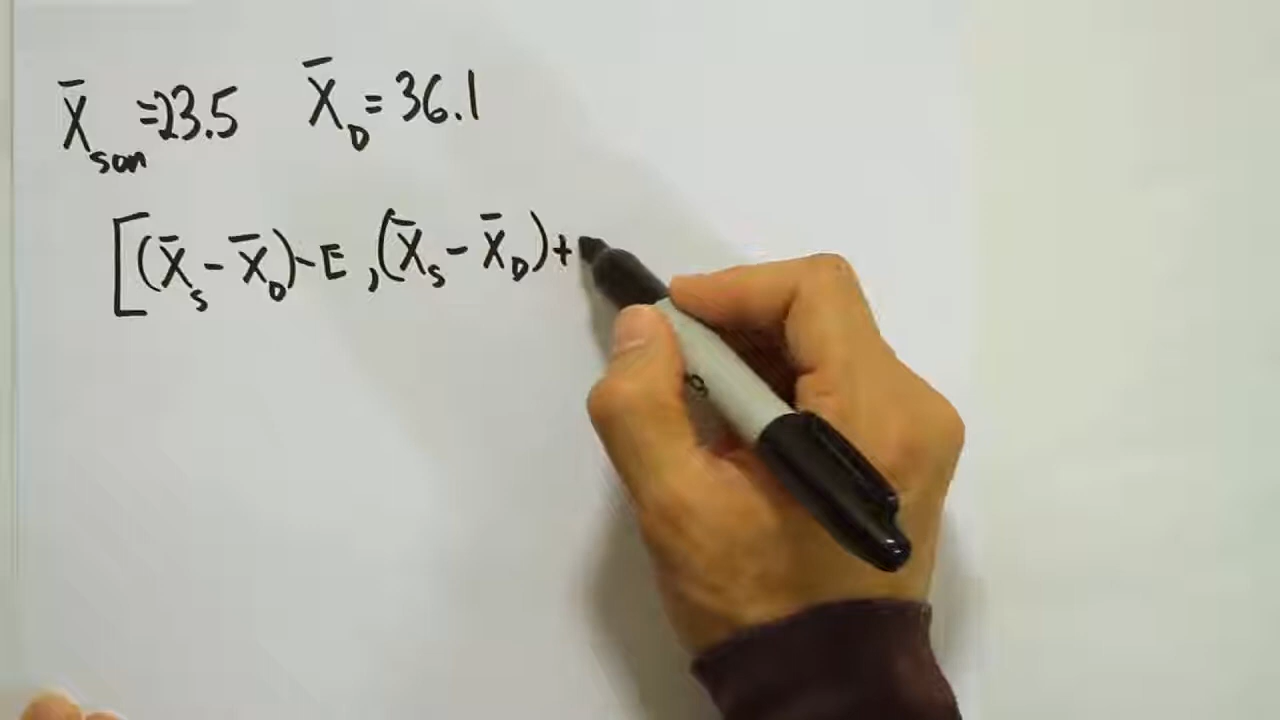 X̄son = 23.5 X̄D = 36.1
[(X̄s - X̄D) - E, (X̄s - X̄D) +